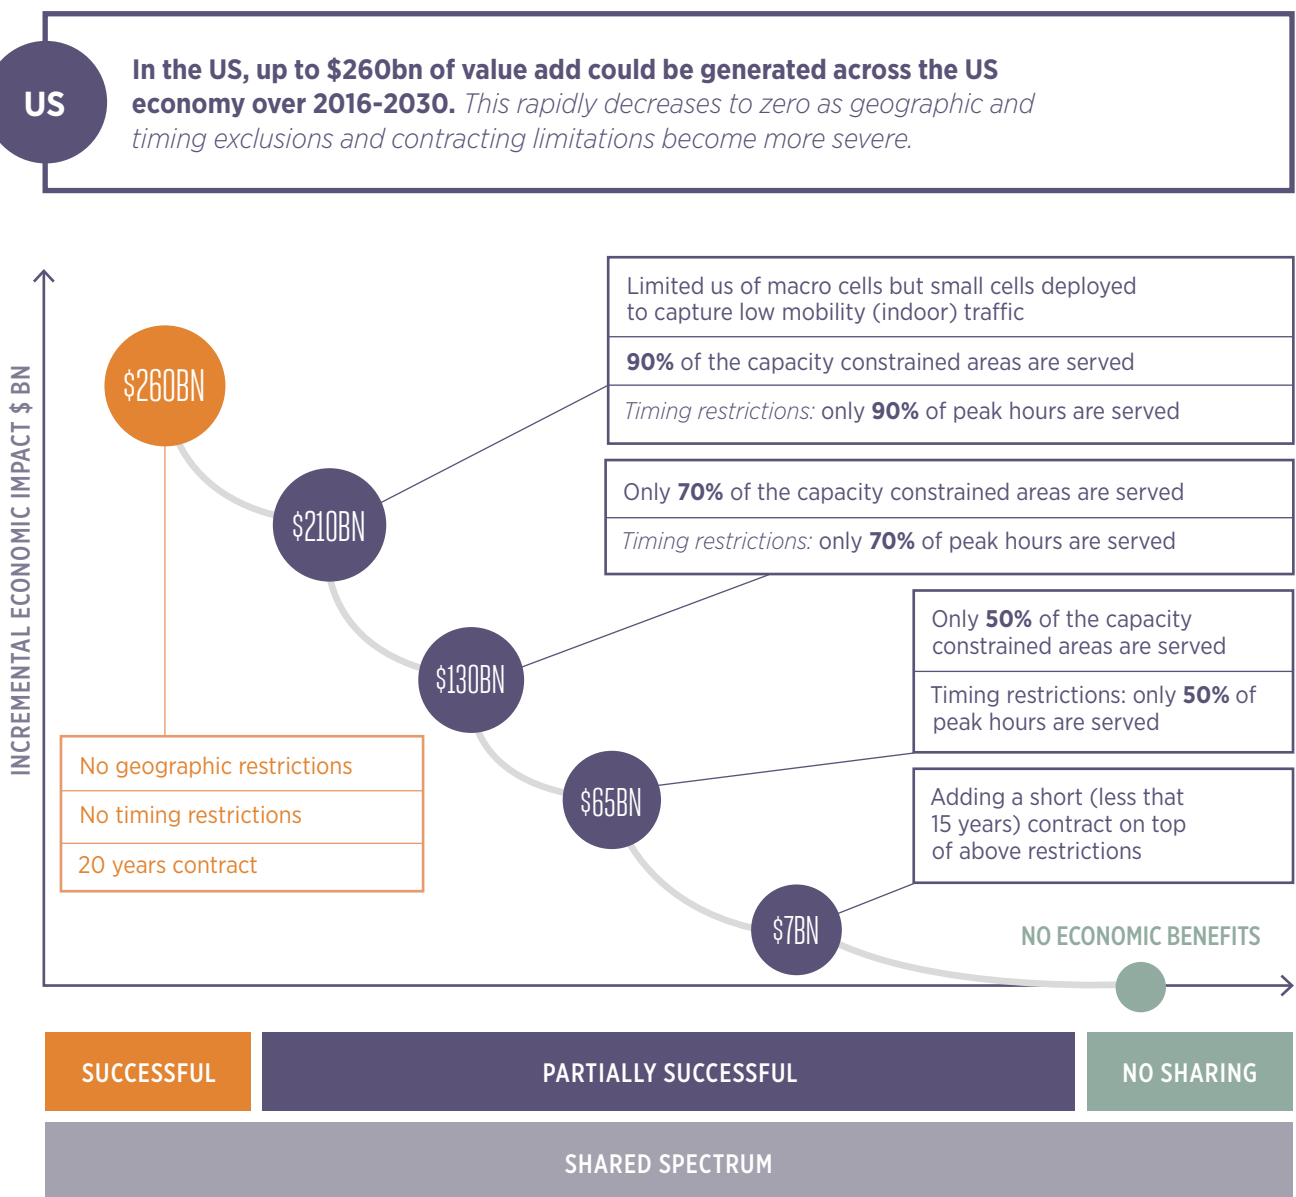 US
In the US, up to $260bn of value add could be generated across the US
economy over 2016-2030. This rapidly decreases to zero as geographic and
timing exclusions and contracting limitations become more severe.
INCREMENTAL ECONOMIC IMPACT $ BN
$260BN
No geographic restrictions
No timing restrictions
20 years contract
$210BN
Limited us of macro cells but small cells deployed
to capture low mobility (indoor) traffic
90% of the capacity constrained areas are served
Timing restrictions: only 90% of peak hours are served
$130BN
Only 70% of the capacity constrained areas are served
Timing restrictions: only 70% of peak hours are served
$65BN
Only 50% of the capacity
constrained areas are served
Timing restrictions: only 50% of
peak hours are served
$7BN
Adding a short (less that
15 years) contract on top
of above restrictions
NO ECONOMIC BENEFITS
SUCCESSFUL
PARTIALLY SUCCESSFUL
NO SHARING
SHARED SPECTRUM